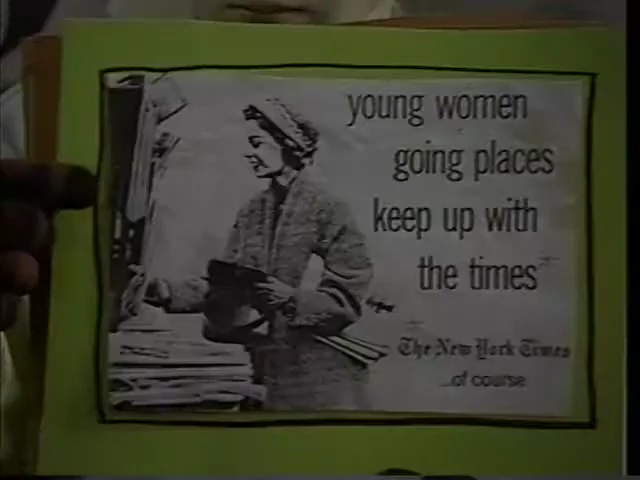 young women
going places
keep up with
the times
The New York Times
...of course